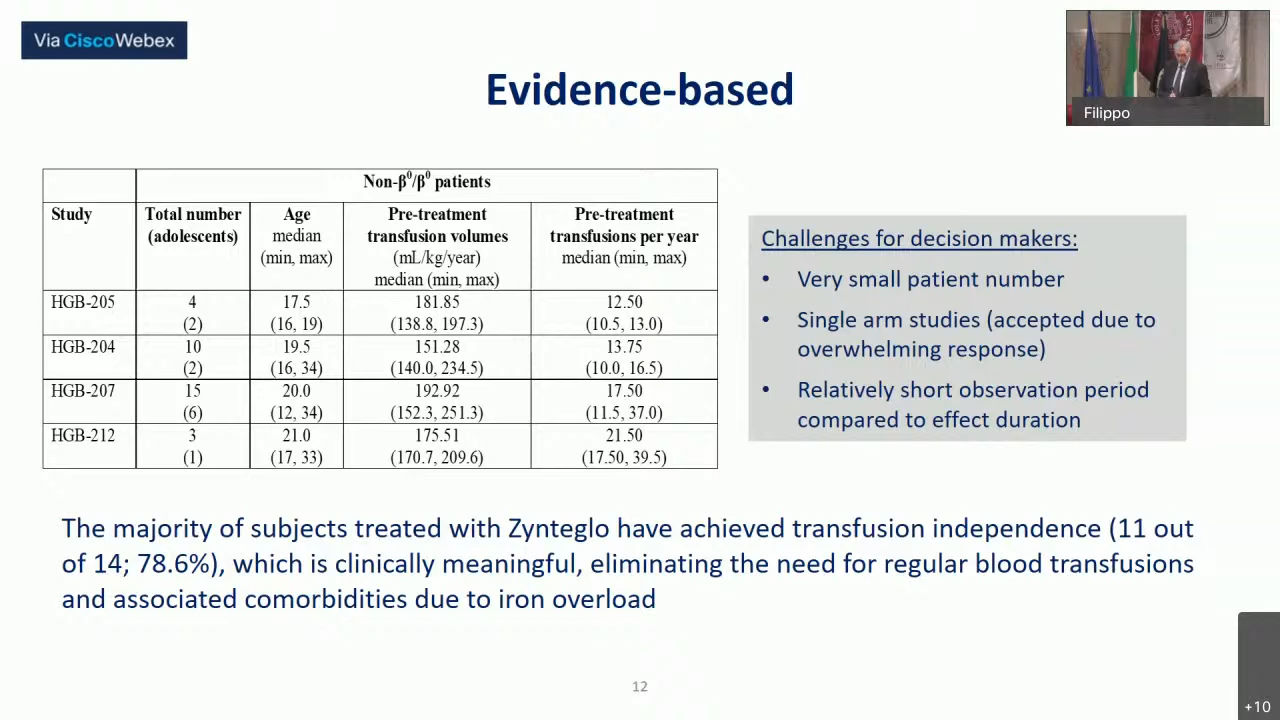 Via CiscoWebex
Evidence-based
Filippo
Non-β⁰/β⁰ patients
Study
Total number
(adolescents)
Age
median
(min, max)
Pre-treatment
transfusion volumes
(mL/kg/year)
median (min, max)
Pre-treatment
transfusions per year
median (min, max)
HGB-205
4
(2)
17.5
(16, 19)
181.85
(138.8, 197.3)
12.50
(10.5, 13.0)
HGB-204
10
(2)
19.5
(16, 34)
151.28
(140.0, 234.5)
13.75
(10.0, 16.5)
HGB-207
15
(6)
20.0
(12, 34)
192.92
(152.3, 251.3)
17.50
(11.5, 37.0)
HGB-212
3
(1)
21.0
(17, 33)
175.51
(170.7, 209.6)
21.50
(17.50, 39.5)
Challenges for decision makers:
• Very small patient number
• Single arm studies (accepted due to
overwhelming response)
• Relatively short observation period
compared to effect duration
The majority of subjects treated with Zynteglo have achieved transfusion independence (11 out
of 14; 78.6%), which is clinically meaningful, eliminating the need for regular blood transfusions
and associated comorbidities due to iron overload
12
+10